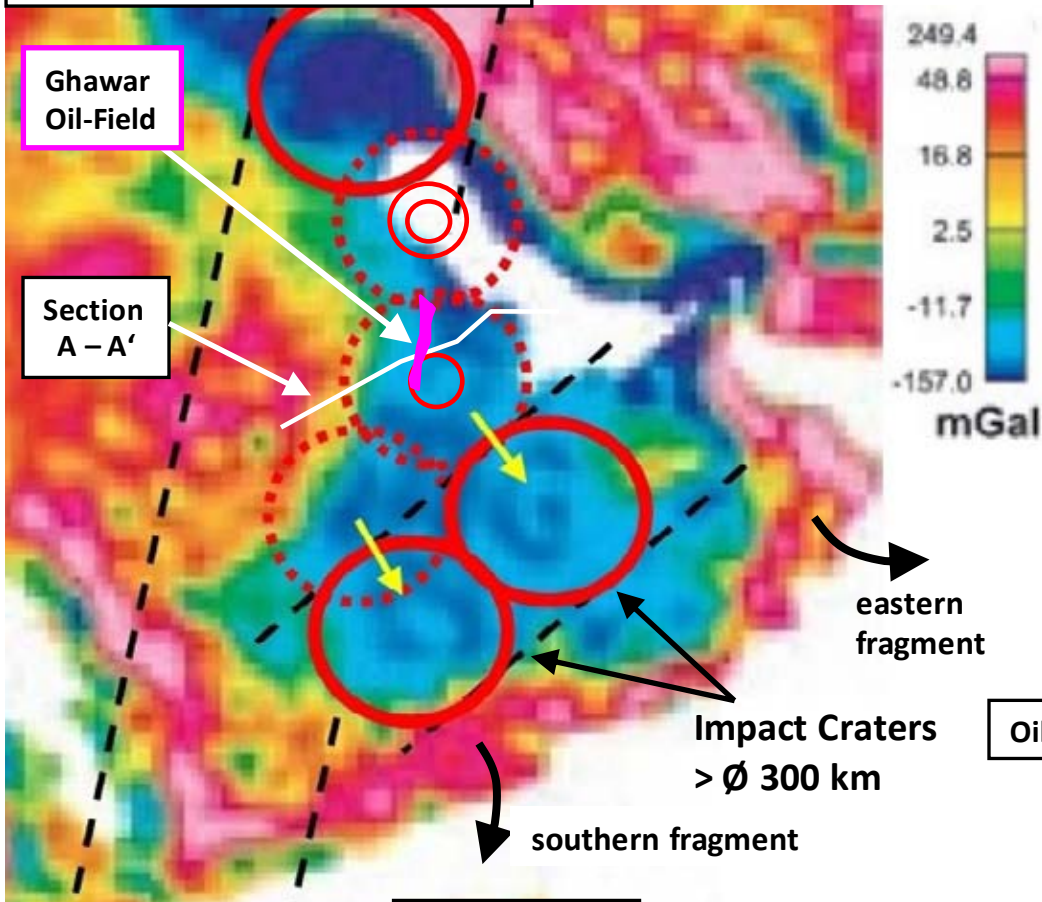 Ghawar
Oil-Field
Section
A – A‘
249.4
48.8
16.8
2.5
-11.7
-157.0
mGal
eastern
fragment
Impact Craters
> Ø 300 km
Oil
southern fragment